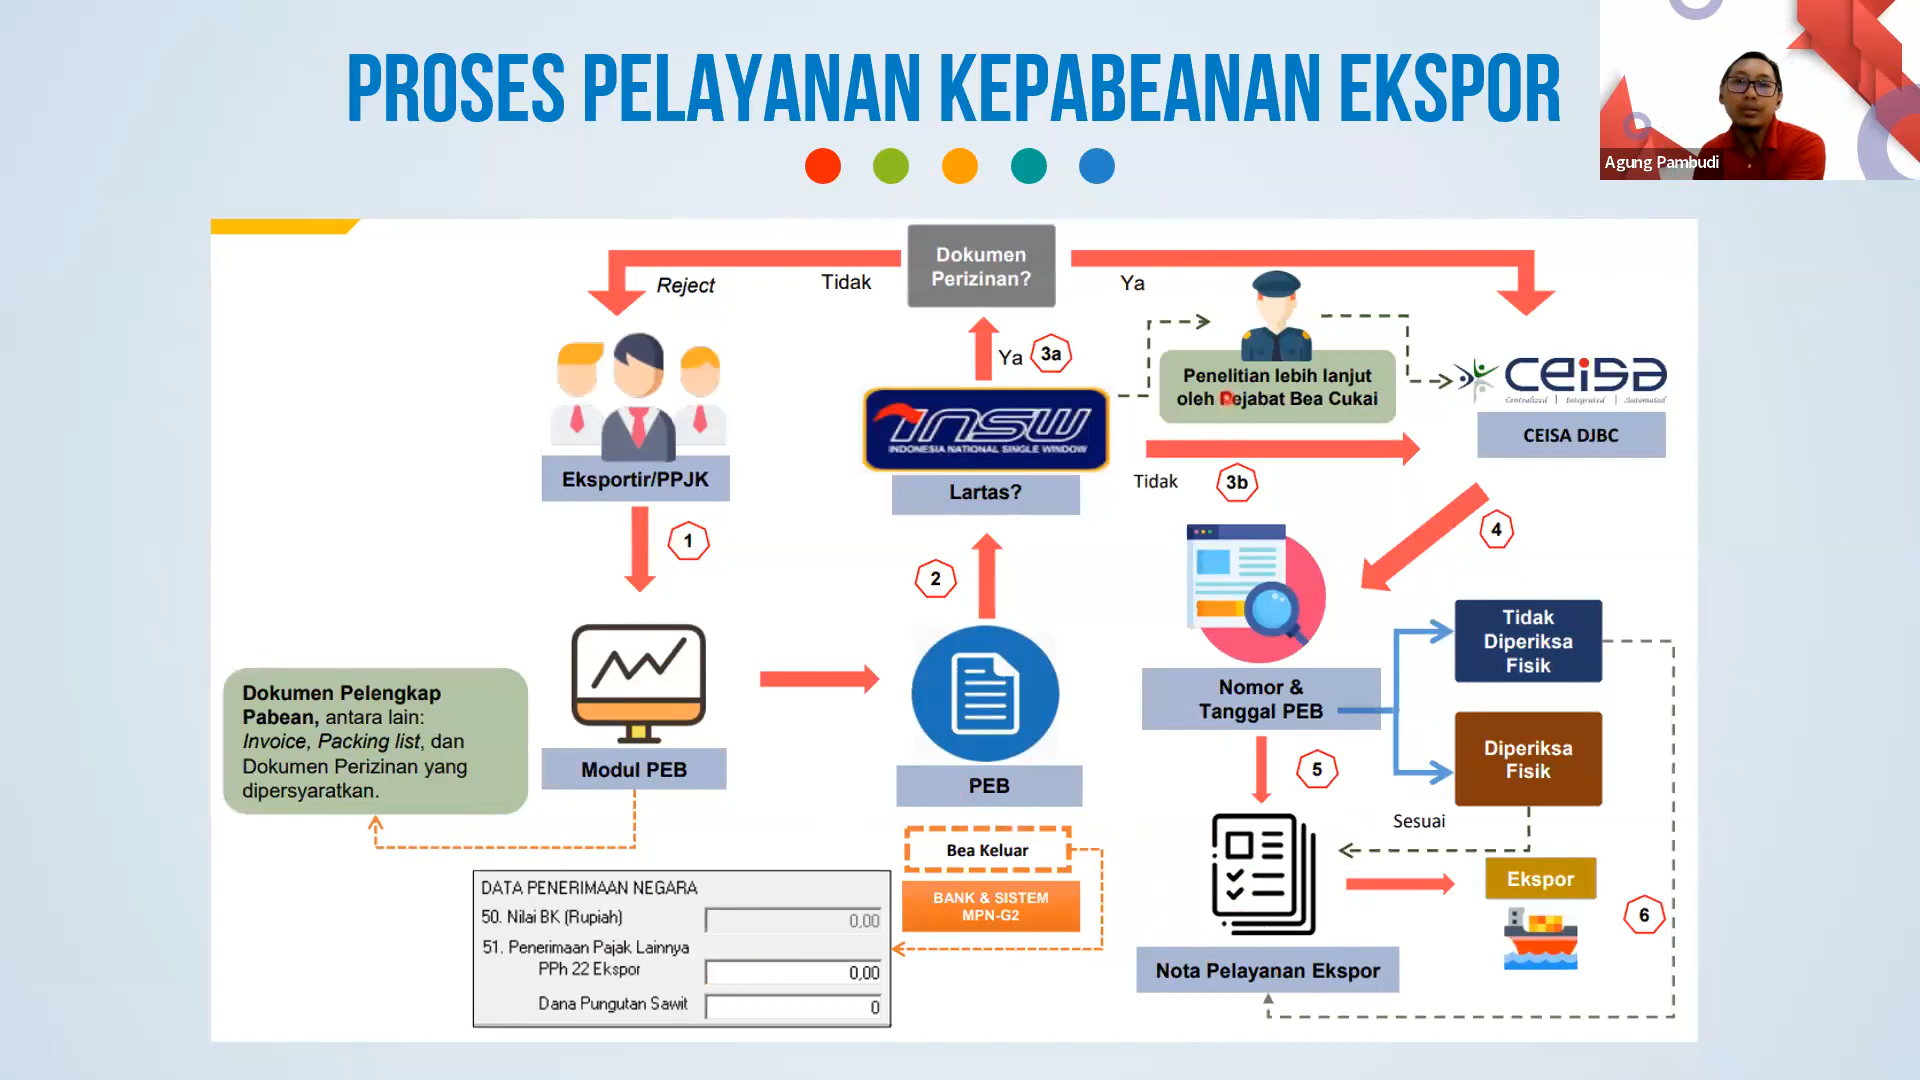 PROSES PELAYANAN KEPABEANAN EKSPOR
Agung Pambudi
Dokumen
Perizinan?
Reject
Tidak
Ya
Ya
3a
Penelitian lebih lanjut
oleh Pejabat Bea Cukai
CEISA
Centralized | Integrated | Automated
CEISA DJBC
INSW
INDONESIA NATIONAL SINGLE WINDOW
Lartas?
Tidak
3b
Eksportir/PPJK
1
2
4
Dokumen Pelengkap
Pabean, antara lain:
Invoice, Packing list, dan
Dokumen Perizinan yang
dipersyaratkan.
Modul PEB
PEB
Nomor &
Tanggal PEB
Tidak
Diperiksa
Fisik
Diperiksa
Fisik
5
Sesuai
Bea Keluar
BANK & SISTEM
MPN-G2
DATA PENERIMAAN NEGARA
50. Nilai BK (Rupiah)
0,00
51. Penerimaan Pajak Lainnya
PPh 22 Ekspor
0,00
Dana Pungutan Sawit
0
Ekspor
6
Nota Pelayanan Ekspor